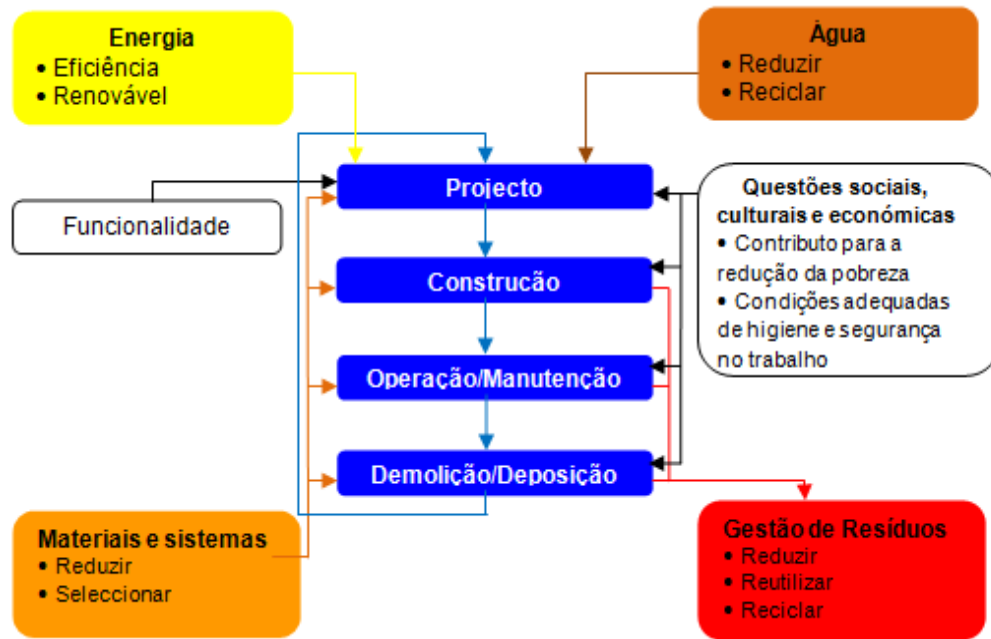 Energia
• Eficiência
• Renovável
Água
• Reduzir
• Reciclar
Projecto
Funcionalidade
Questões sociais,
culturais e económicas
• Contributo para a
redução da pobreza
• Condições adequadas
de higiene e segurança
no trabalho
Construcão
Operação/Manutenção
Demolição/Deposição
Materiais e sistemas
• Reduzir
• Seleccionar
Gestão de Resíduos
• Reduzir
• Reutilizar
• Reciclar